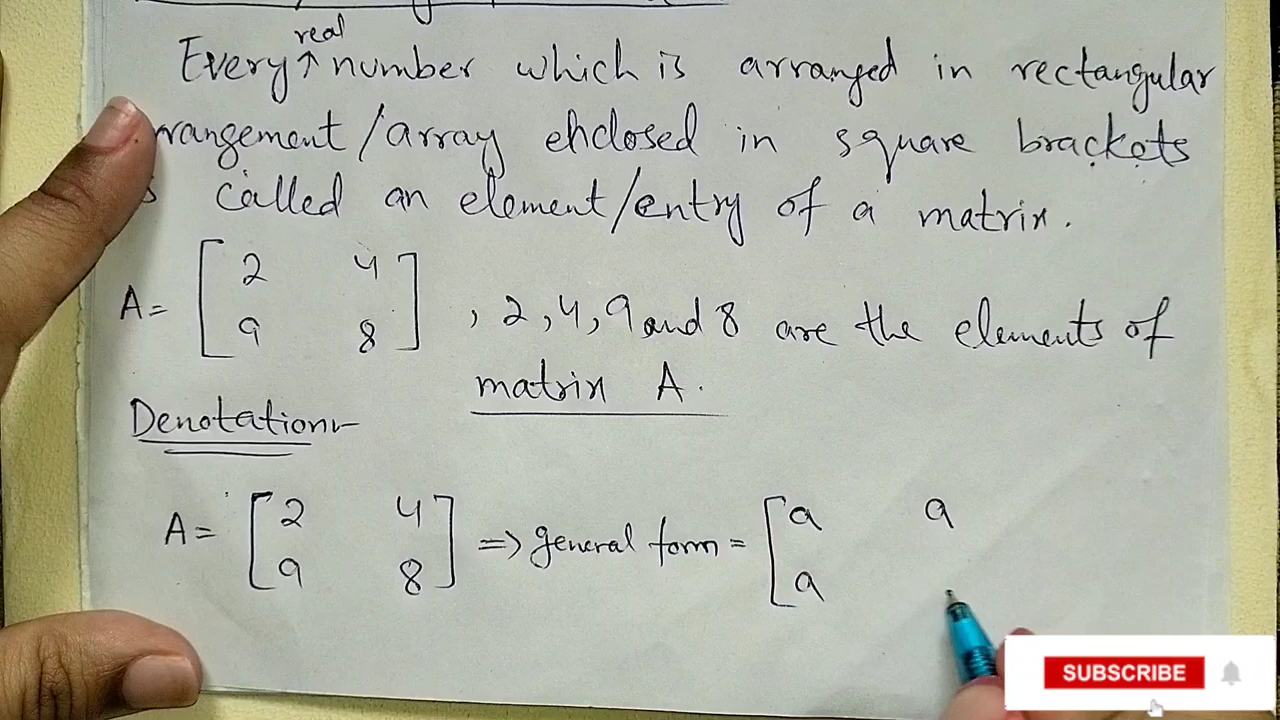 real
Every↑ number which is arranged in rectangular
rrangement/array enclosed in square brackets
s called an element/entry of a matrix.
A = [ 2 4
9 8 ] , 2, 4, 9 and 8 are the elements of
matrix A.
Denotation:-
A = [ 2 4
9 8 ] => general form = [ a a
a
SUBSCRIBE